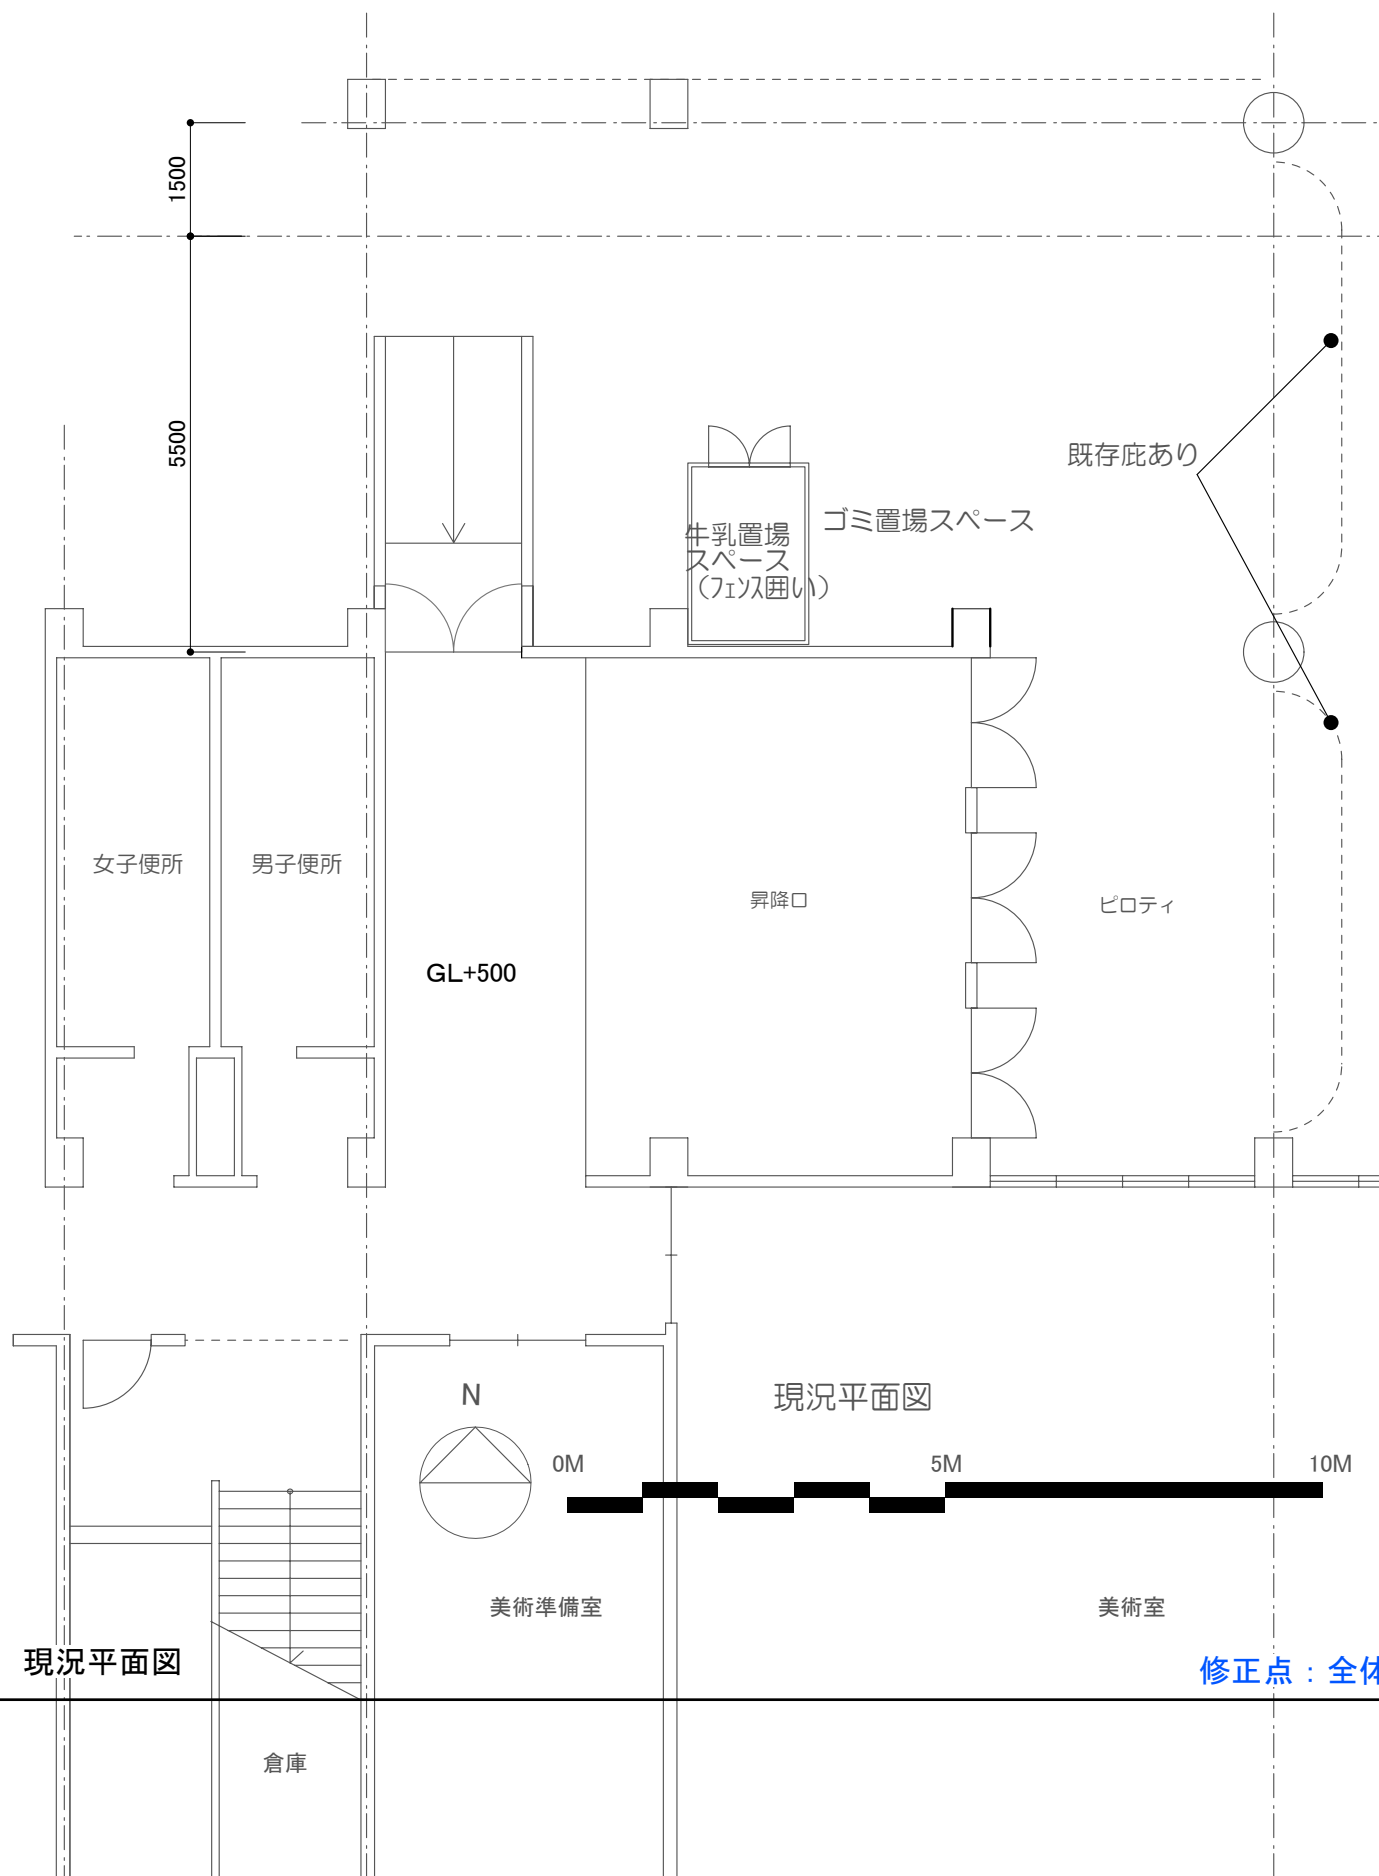 1500
5500
既存庇あり
ゴミ置場スペース
牛乳置場
スペース
（フェンス囲い）
女子便所
男子便所
昇降口
ピロティ
GL+500
N
現況平面図
0M
5M
10M
美術準備室
美術室
現況平面図
修正点：全体
倉庫